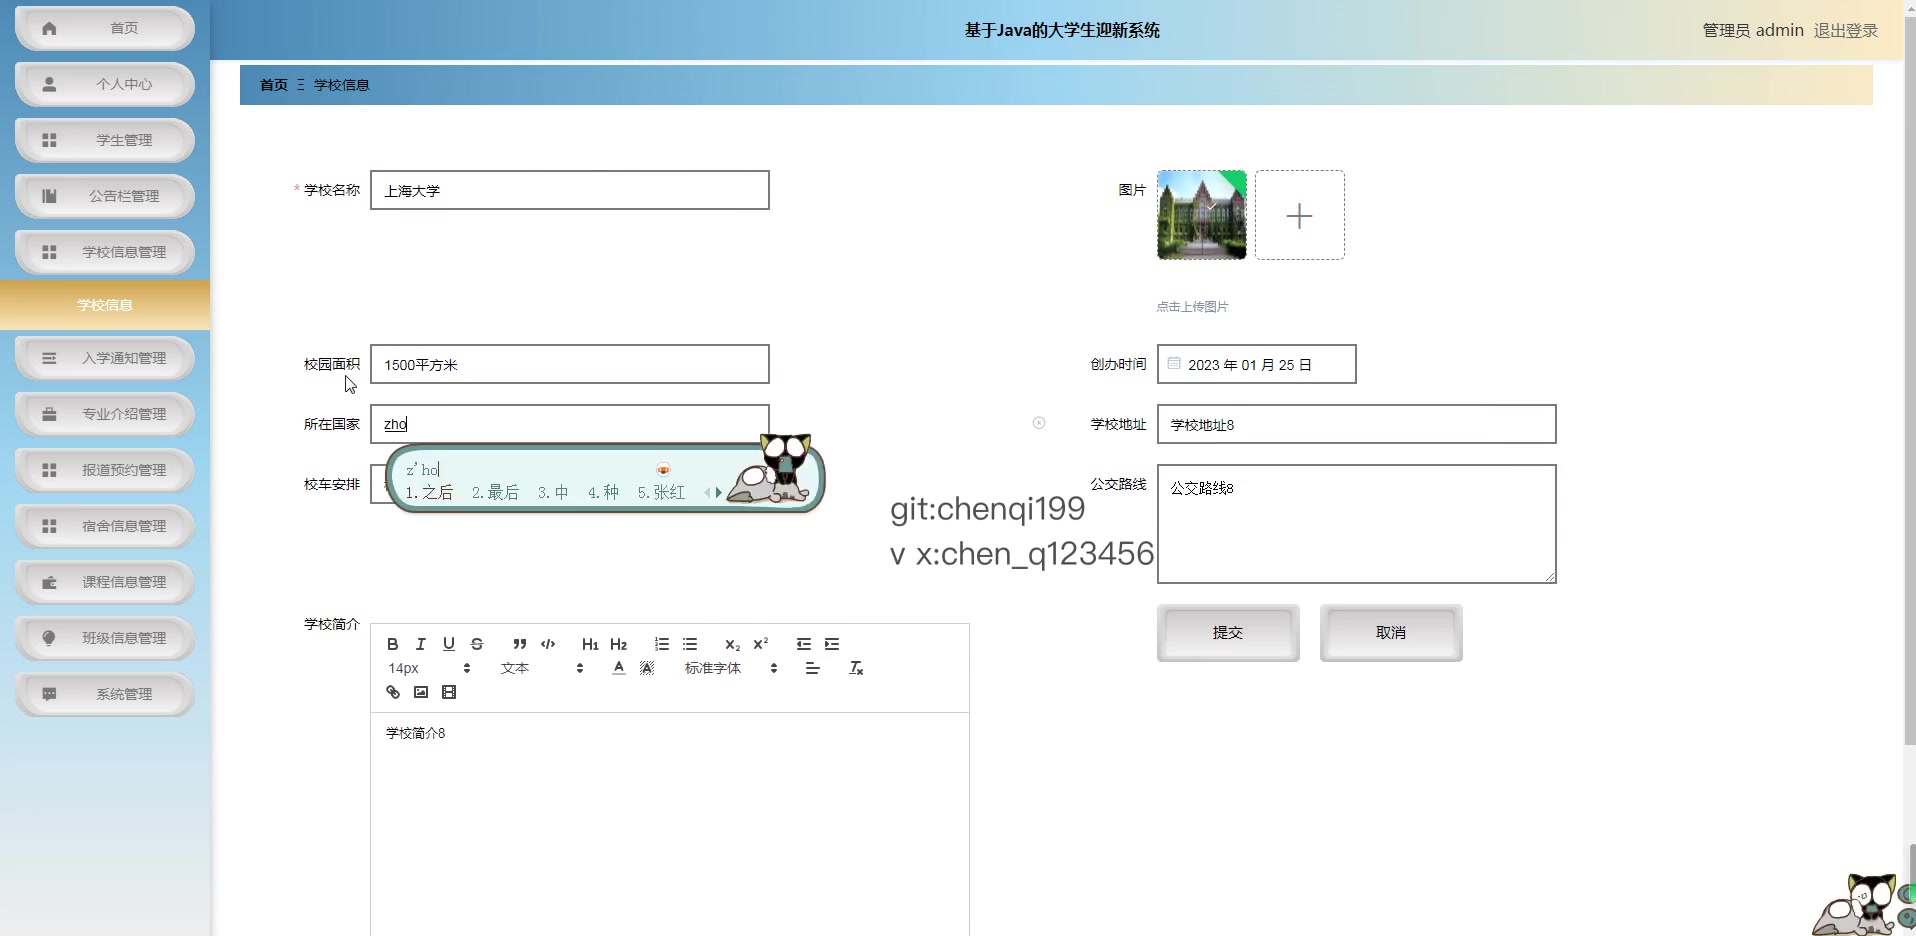 首页
个人中心
学生管理
公告栏管理
学校信息管理
学校信息
入学通知管理
专业介绍管理
报道预约管理
宿舍信息管理
课程信息管理
班级信息管理
系统管理
基于Java的大学生迎新系统
管理员 admin 退出登录
首页 Ξ 学校信息
* 学校名称 上海大学
图片
点击上传图片
校园面积 1500平方米
创办时间 2023 年 01 月 25 日
所在国家 zho
学校地址 学校地址8
z'ho
1.之后 2.最后 3.中 4.种 5.张红
校车安排
公交路线 公交路线8
git:chenqi199
v x:chen_q123456
提交 取消
学校简介
B I U S H1 H2 X2 X2
14px 文本 A A 标准字体 Tx
学校简介8